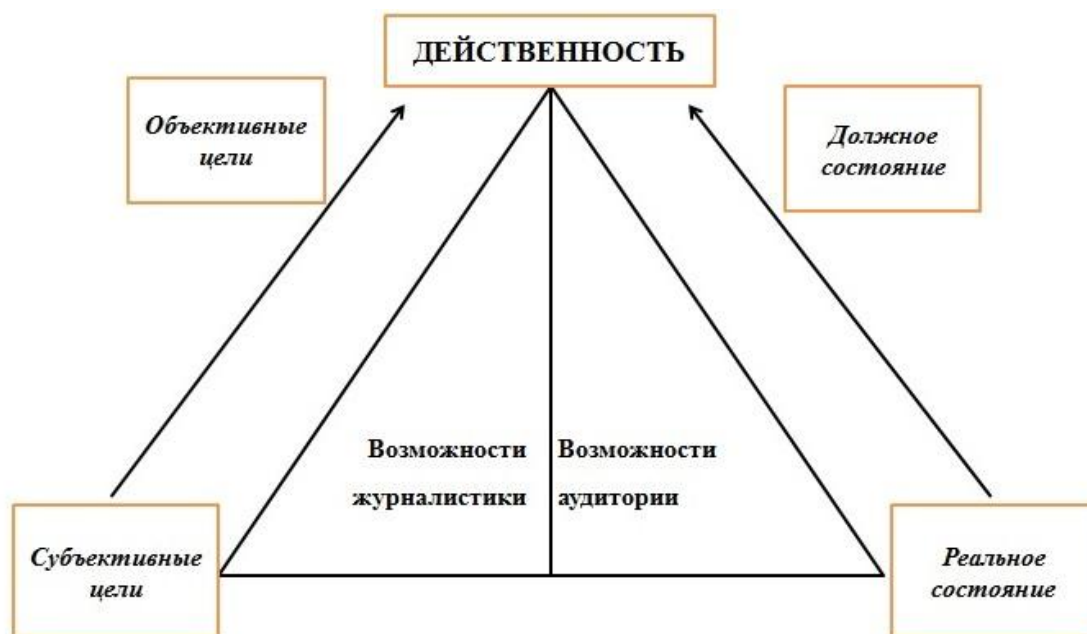 ДЕЙСТВЕННОСТЬ
Объективные
цели
Должное
состояние
Возможности
журналистики
Возможности
аудитории
Субъективные
цели
Реальное
состояние